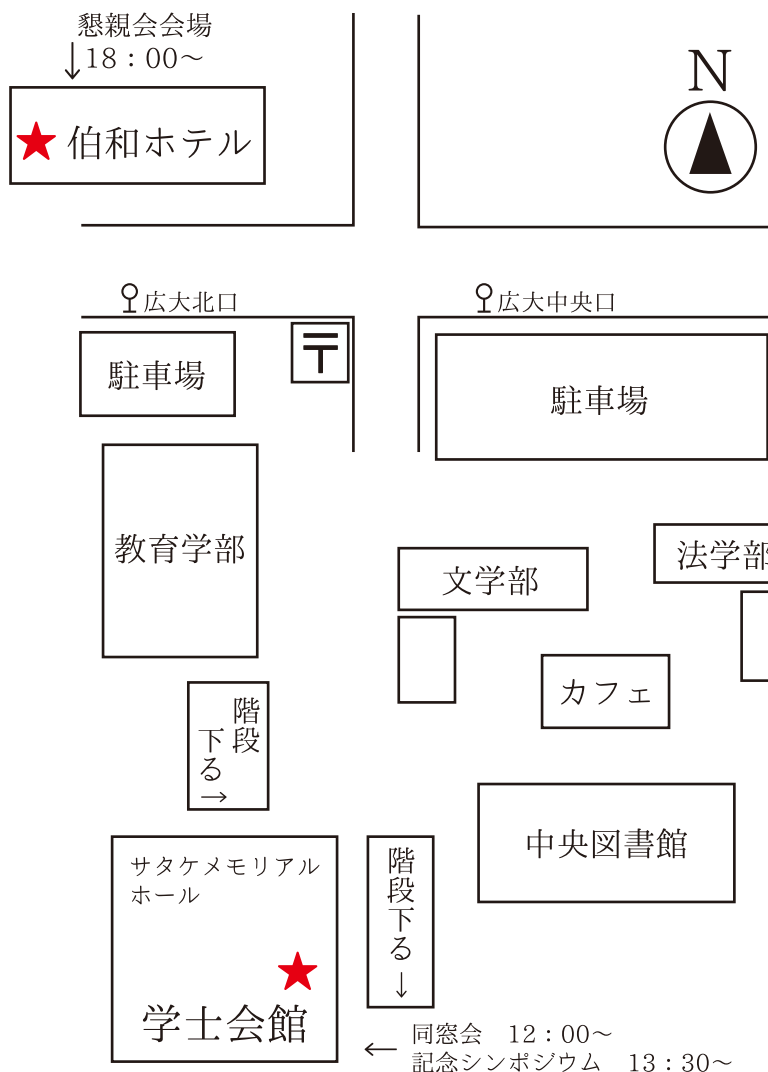 懇親会会場
↓18：00～
N
★ 伯和ホテル
広大北口
広大中央口
〒
駐車場
駐車場
教育学部
文学部
法学部
カフェ
階段
下る→
中央図書館
サタケメモリアル
ホール
階段下る↓
★
学士会館
← 同窓会　12：00～
記念シンポジウム　13：30～